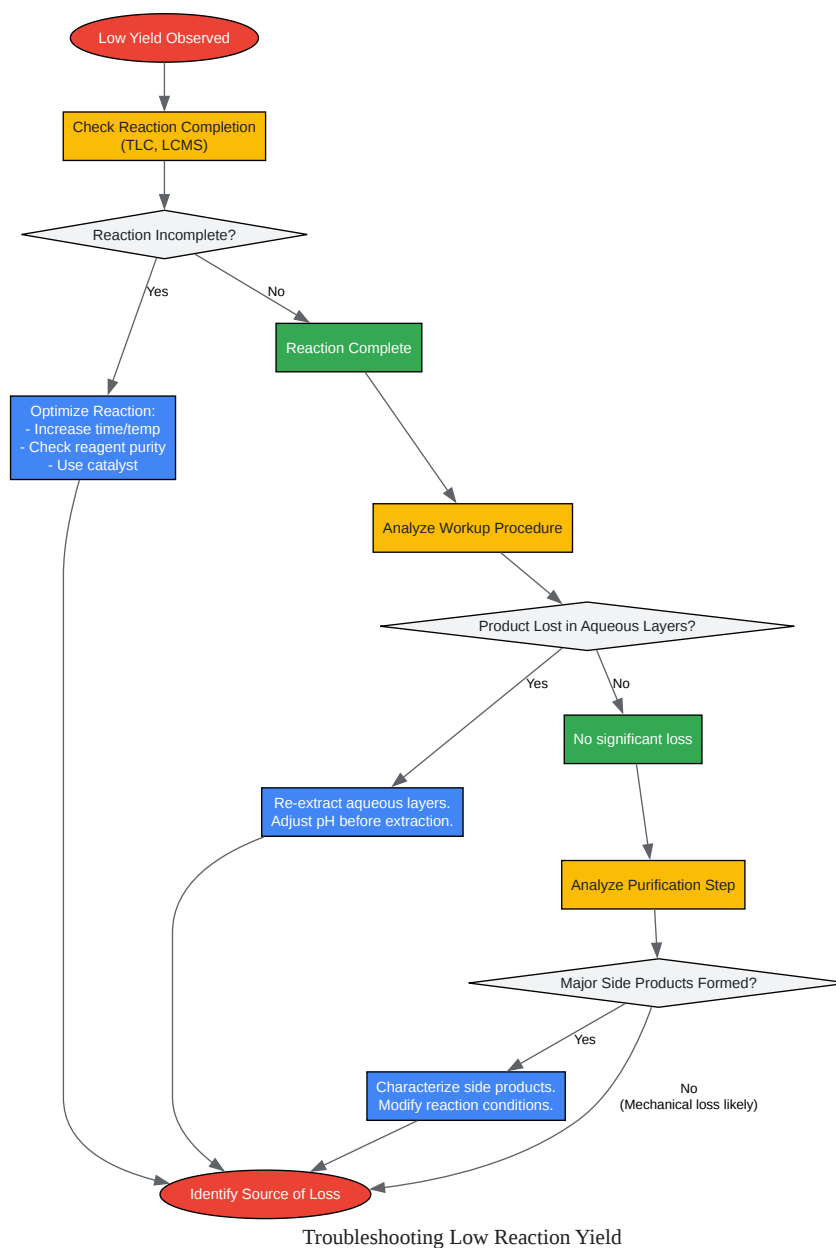 Low Yield Observed
Check Reaction Completion
(TLC, LCMS)
Reaction Incomplete?
Yes
No
Reaction Complete
Optimize Reaction:
- Increase time/temp
- Check reagent purity
- Use catalyst
Analyze Workup Procedure
Product Lost in Aqueous Layers?
Yes
No
No significant loss
Re-extract aqueous layers.
Adjust pH before extraction.
Analyze Purification Step
Major Side Products Formed?
Yes
Characterize side products.
Modify reaction conditions.
No
(Mechanical loss likely)
Identify Source of Loss
Troubleshooting Low Reaction Yield